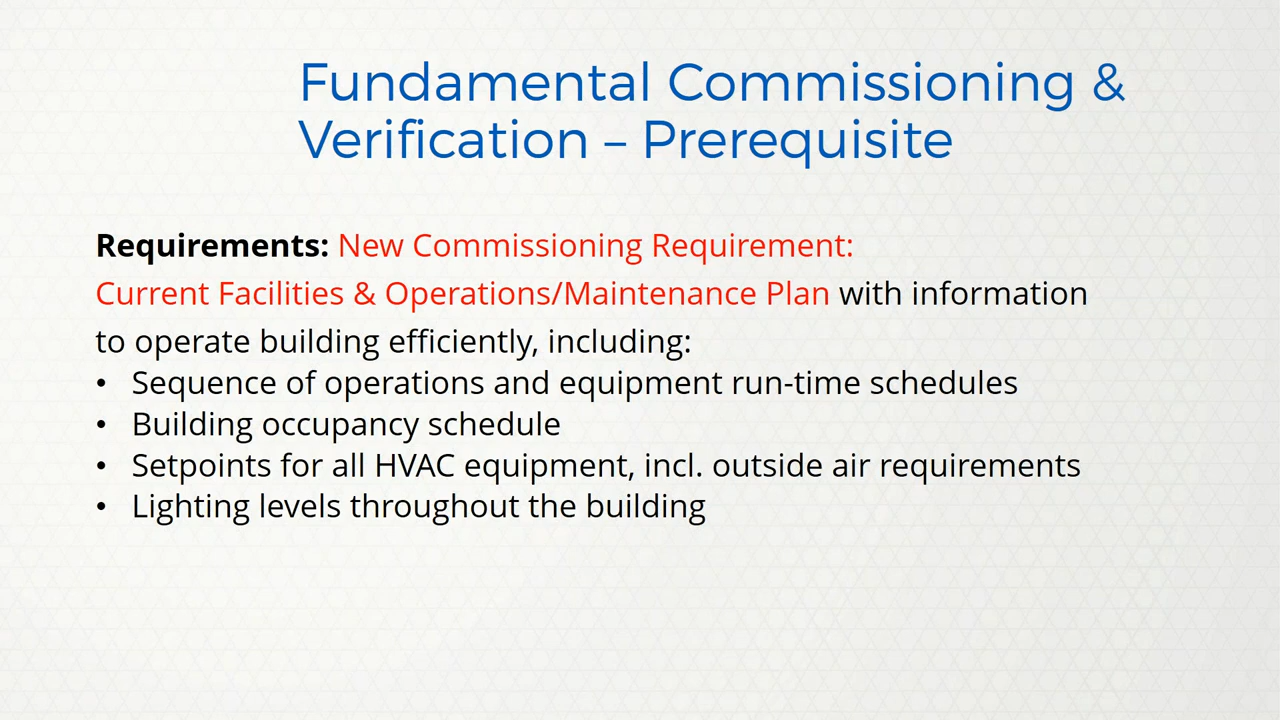 Fundamental Commissioning &
Verification – Prerequisite
Requirements: New Commissioning Requirement:
Current Facilities & Operations/Maintenance Plan with information
to operate building efficiently, including:
• Sequence of operations and equipment run-time schedules
• Building occupancy schedule
• Setpoints for all HVAC equipment, incl. outside air requirements
• Lighting levels throughout the building